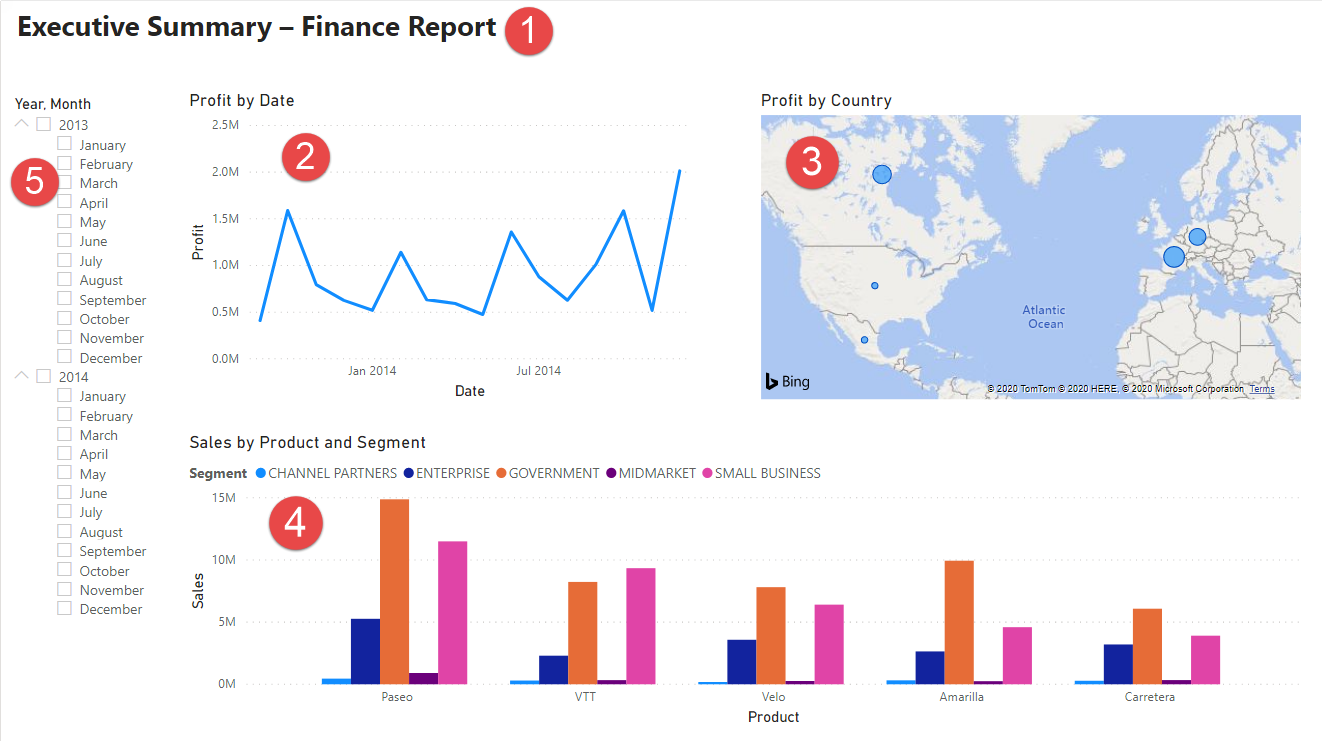 Executive Summary – Finance Report 1
Year, Month
2013
January
February
5 March
April
May
June
July
August
September
October
November
December
2014
January
February
March
April
May
June
July
August
September
October
November
December
Profit by Date
2
2.5M
2.0M
1.5M
1.0M
0.5M
0.0M
Profit
Jan 2014 Jul 2014
Date
Profit by Country
3
Atlantic
Ocean
Bing
© 2020 TomTom © 2020 HERE, © 2020 Microsoft Corporation Terms
Sales by Product and Segment
Segment CHANNEL PARTNERS ENTERPRISE GOVERNMENT MIDMARKET SMALL BUSINESS
4
15M
10M
5M
0M
Sales
Paseo VTT Velo Amarilla Carretera
Product